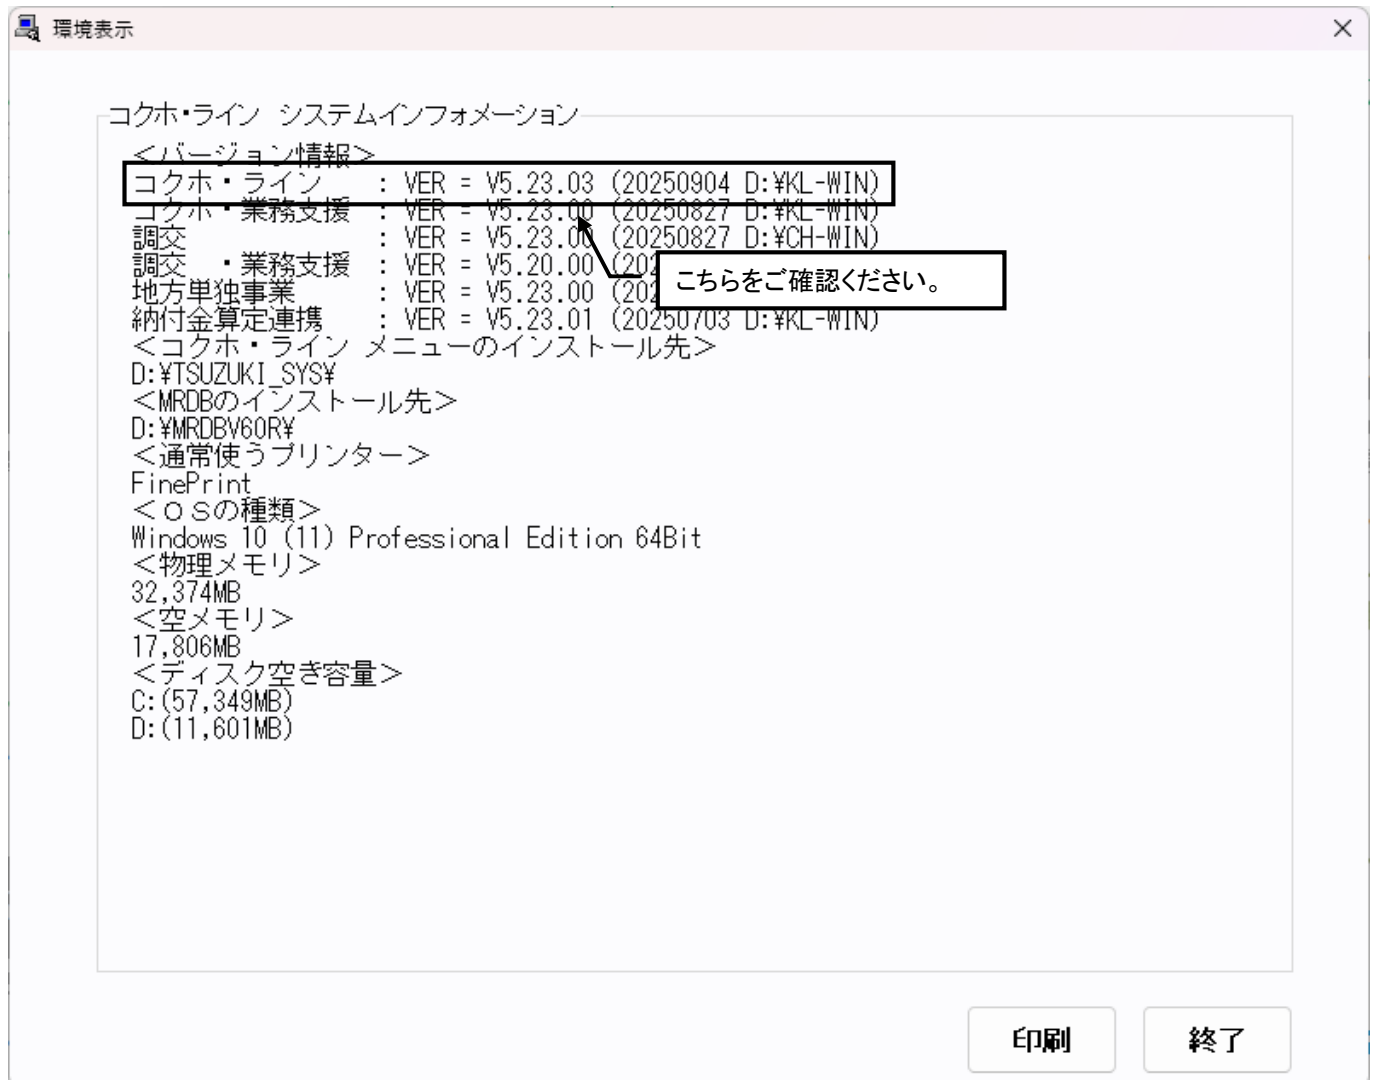 環境表示
コクホ・ライン システムインフォメーション
＜バージョン情報＞
コクホ・ライン : VER = V5.23.03 (20250904 D:¥KL-WIN)
コクホ・業務支援 : VER = V5.23.00 (20250827 D:¥KL-WIN)
調交 : VER = V5.23.00 (20250827 D:¥CH-WIN)
調交 ・業務支援 : VER = V5.20.00
こちらをご確認ください。
地方単独事業 : VER = V5.23.00
納付金算定連携 : VER = V5.23.01 (20250703 D:¥KL-WIN)
＜コクホ・ライン メニューのインストール先＞
D:¥TSUZUKI_SYS¥
＜MRDBのインストール先＞
D:¥MRDBV60R¥
＜通常使うプリンター＞
FinePrint
＜ＯＳの種類＞
Windows 10 (11) Professional Edition 64Bit
＜物理メモリ＞
32,374MB
＜空メモリ＞
17,806MB
＜ディスク空き容量＞
C:(57,349MB)
D:(11,601MB)
印刷 終了